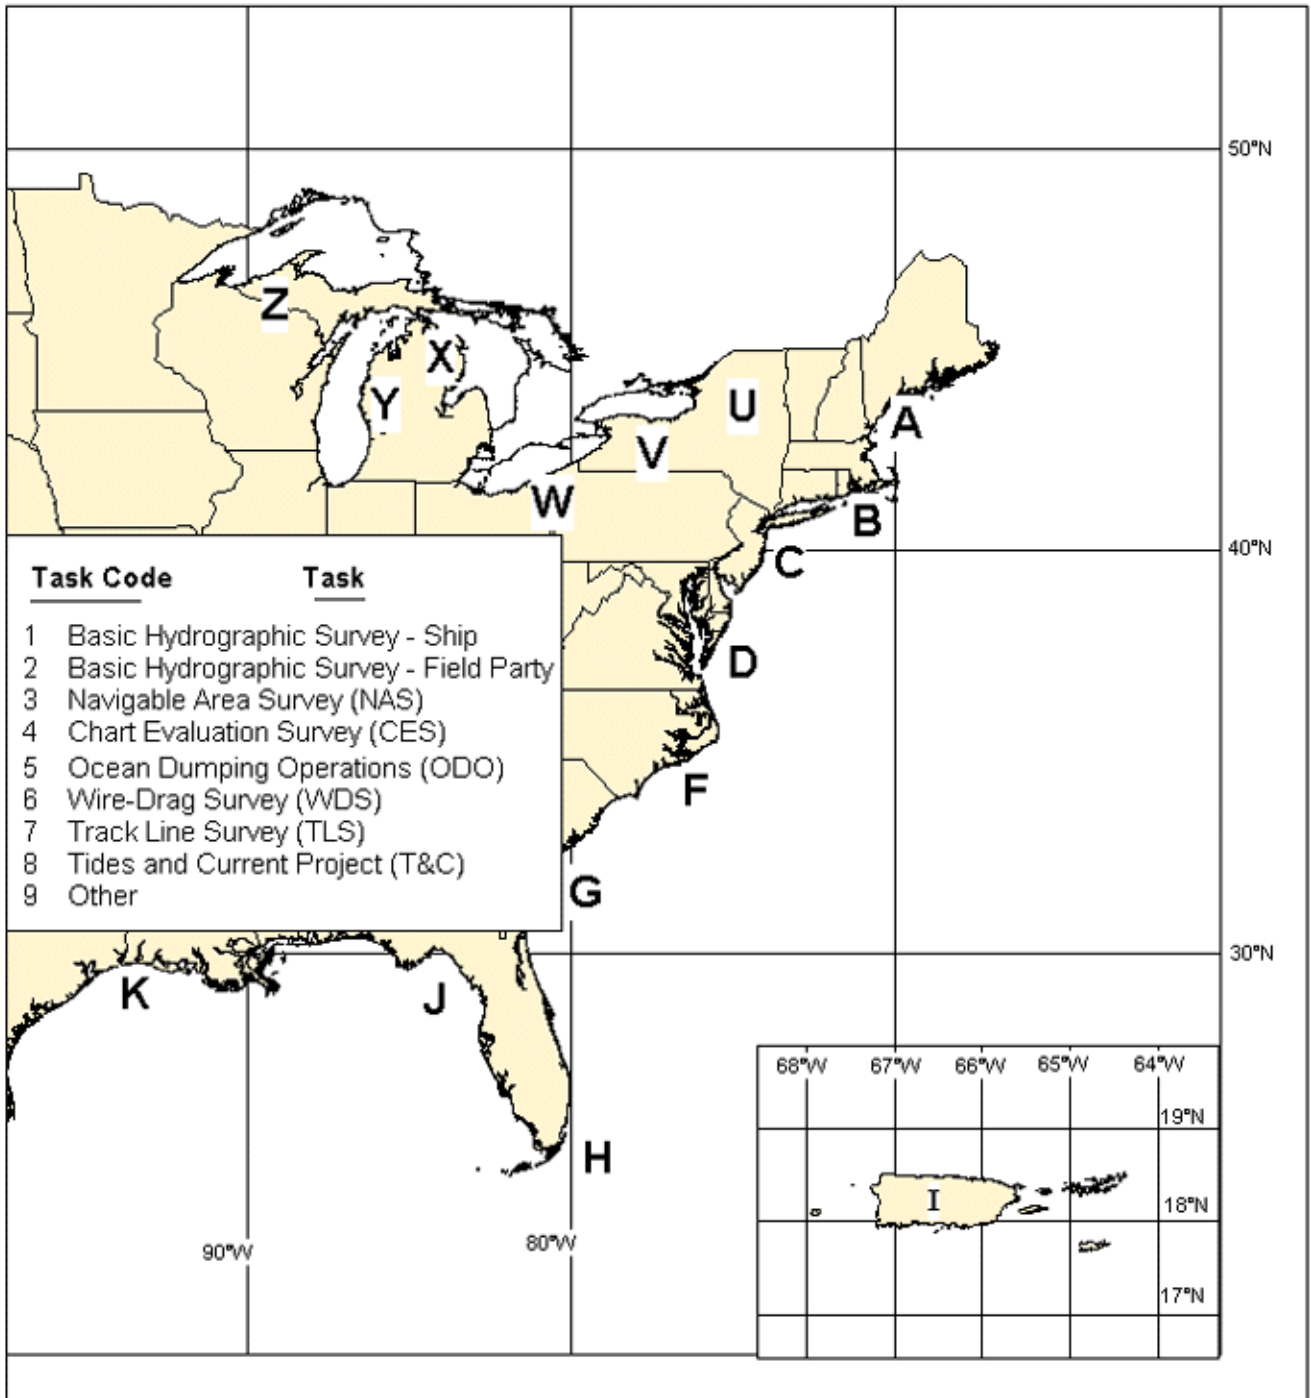 50°N
Z
X
Y
U
A
V
W
B
40°N
C
Task Code Task
1 Basic Hydrographic Survey - Ship
2 Basic Hydrographic Survey - Field Party
3 Navigable Area Survey (NAS)
4 Chart Evaluation Survey (CES)
5 Ocean Dumping Operations (ODO)
6 Wire-Drag Survey (WDS)
7 Track Line Survey (TLS)
8 Tides and Current Project (T&C)
9 Other
D
F
G
30°N
K
J
H
90°W
80°W
68°W 67°W 66°W 65°W 64°W
19°N
I
18°N
17°N